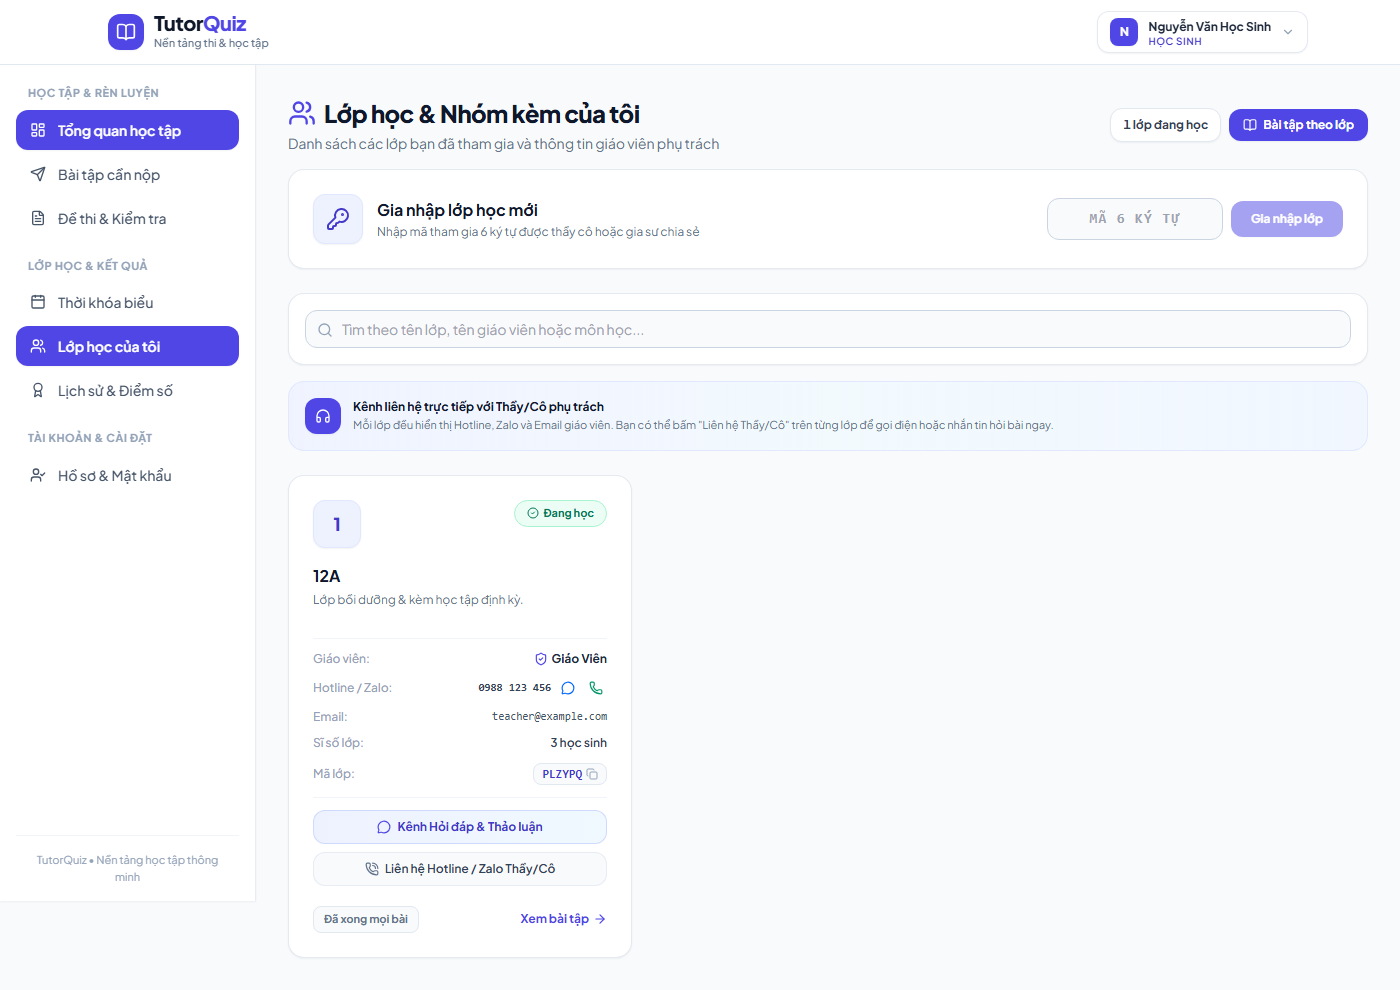 TutorQuiz
Nền tảng thi & học tập
N
Nguyễn Văn Học Sinh
HỌC SINH
HỌC TẬP & RÈN LUYỆN
Tổng quan học tập
Bài tập cần nộp
Đề thi & Kiểm tra
LỚP HỌC & KẾT QUẢ
Thời khóa biểu
Lớp học của tôi
Lịch sử & Điểm số
TÀI KHOẢN & CÀI ĐẶT
Hồ sơ & Mật khẩu
TutorQuiz • Nền tảng học tập thông
minh
Lớp học & Nhóm kèm của tôi
Danh sách các lớp bạn đã tham gia và thông tin giáo viên phụ trách
1 lớp đang học
Bài tập theo lớp
Gia nhập lớp học mới
Nhập mã tham gia 6 ký tự được thầy cô hoặc gia sư chia sẻ
MÃ 6 KÝ TỰ
Gia nhập lớp
Tìm theo tên lớp, tên giáo viên hoặc môn học...
Kênh liên hệ trực tiếp với Thầy/Cô phụ trách
Mỗi lớp đều hiển thị Hotline, Zalo và Email giáo viên. Bạn có thể bấm "Liên hệ Thầy/Cô" trên từng lớp để gọi điện hoặc nhắn tin hỏi bài ngay.
1
Đang học
12A
Lớp bồi dưỡng & kèm học tập định kỳ.
Giáo viên:
Giáo Viên
Hotline / Zalo:
0988 123 456
Email:
teacher@example.com
Sĩ số lớp:
3 học sinh
Mã lớp:
PLZYPQ
Kênh Hỏi đáp & Thảo luận
Liên hệ Hotline / Zalo Thầy/Cô
Đã xong mọi bài
Xem bài tập